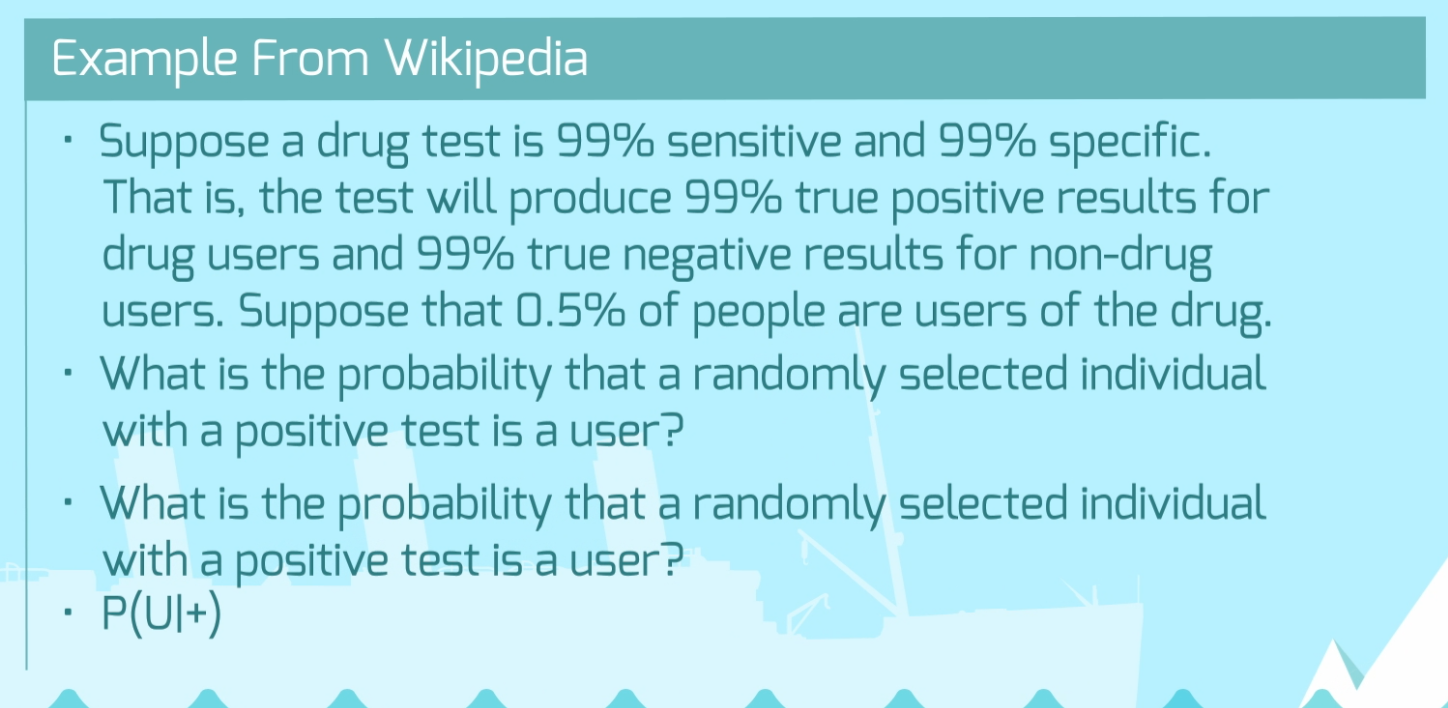 Example From Wikipedia
· Suppose a drug test is 99% sensitive and 99% specific.
That is, the test will produce 99% true positive results for
drug users and 99% true negative results for non-drug
users. Suppose that 0.5% of people are users of the drug.
· What is the probability that a randomly selected individual
with a positive test is a user?
· What is the probability that a randomly selected individual
with a positive test is a user?
· P(U|+)